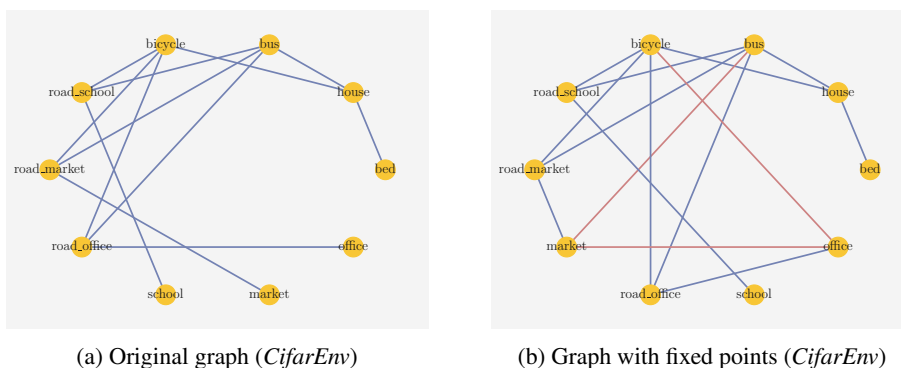 bicycle bus
road_school house
road_market bed
road_office office
school market
(a) Original graph (CifarEnv)
bicycle bus
road_school house
road_market bed
market office
road_office school
(b) Graph with fixed points (CifarEnv)